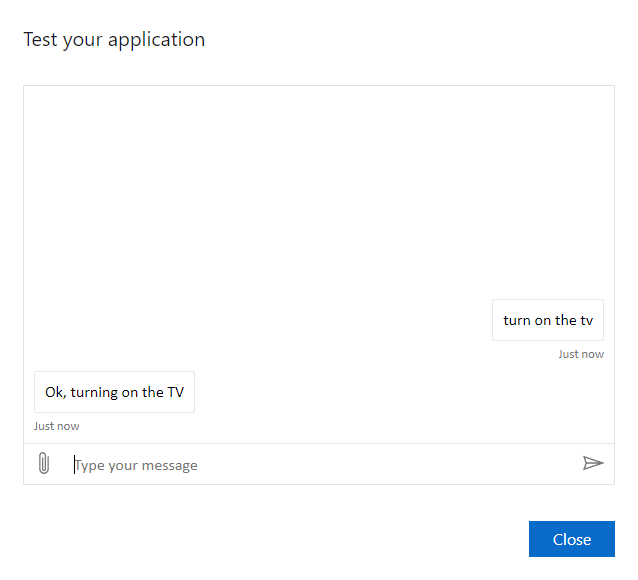 Test your application
turn on the tv
Just now
Ok, turning on the TV
Just now
Type your message
Close